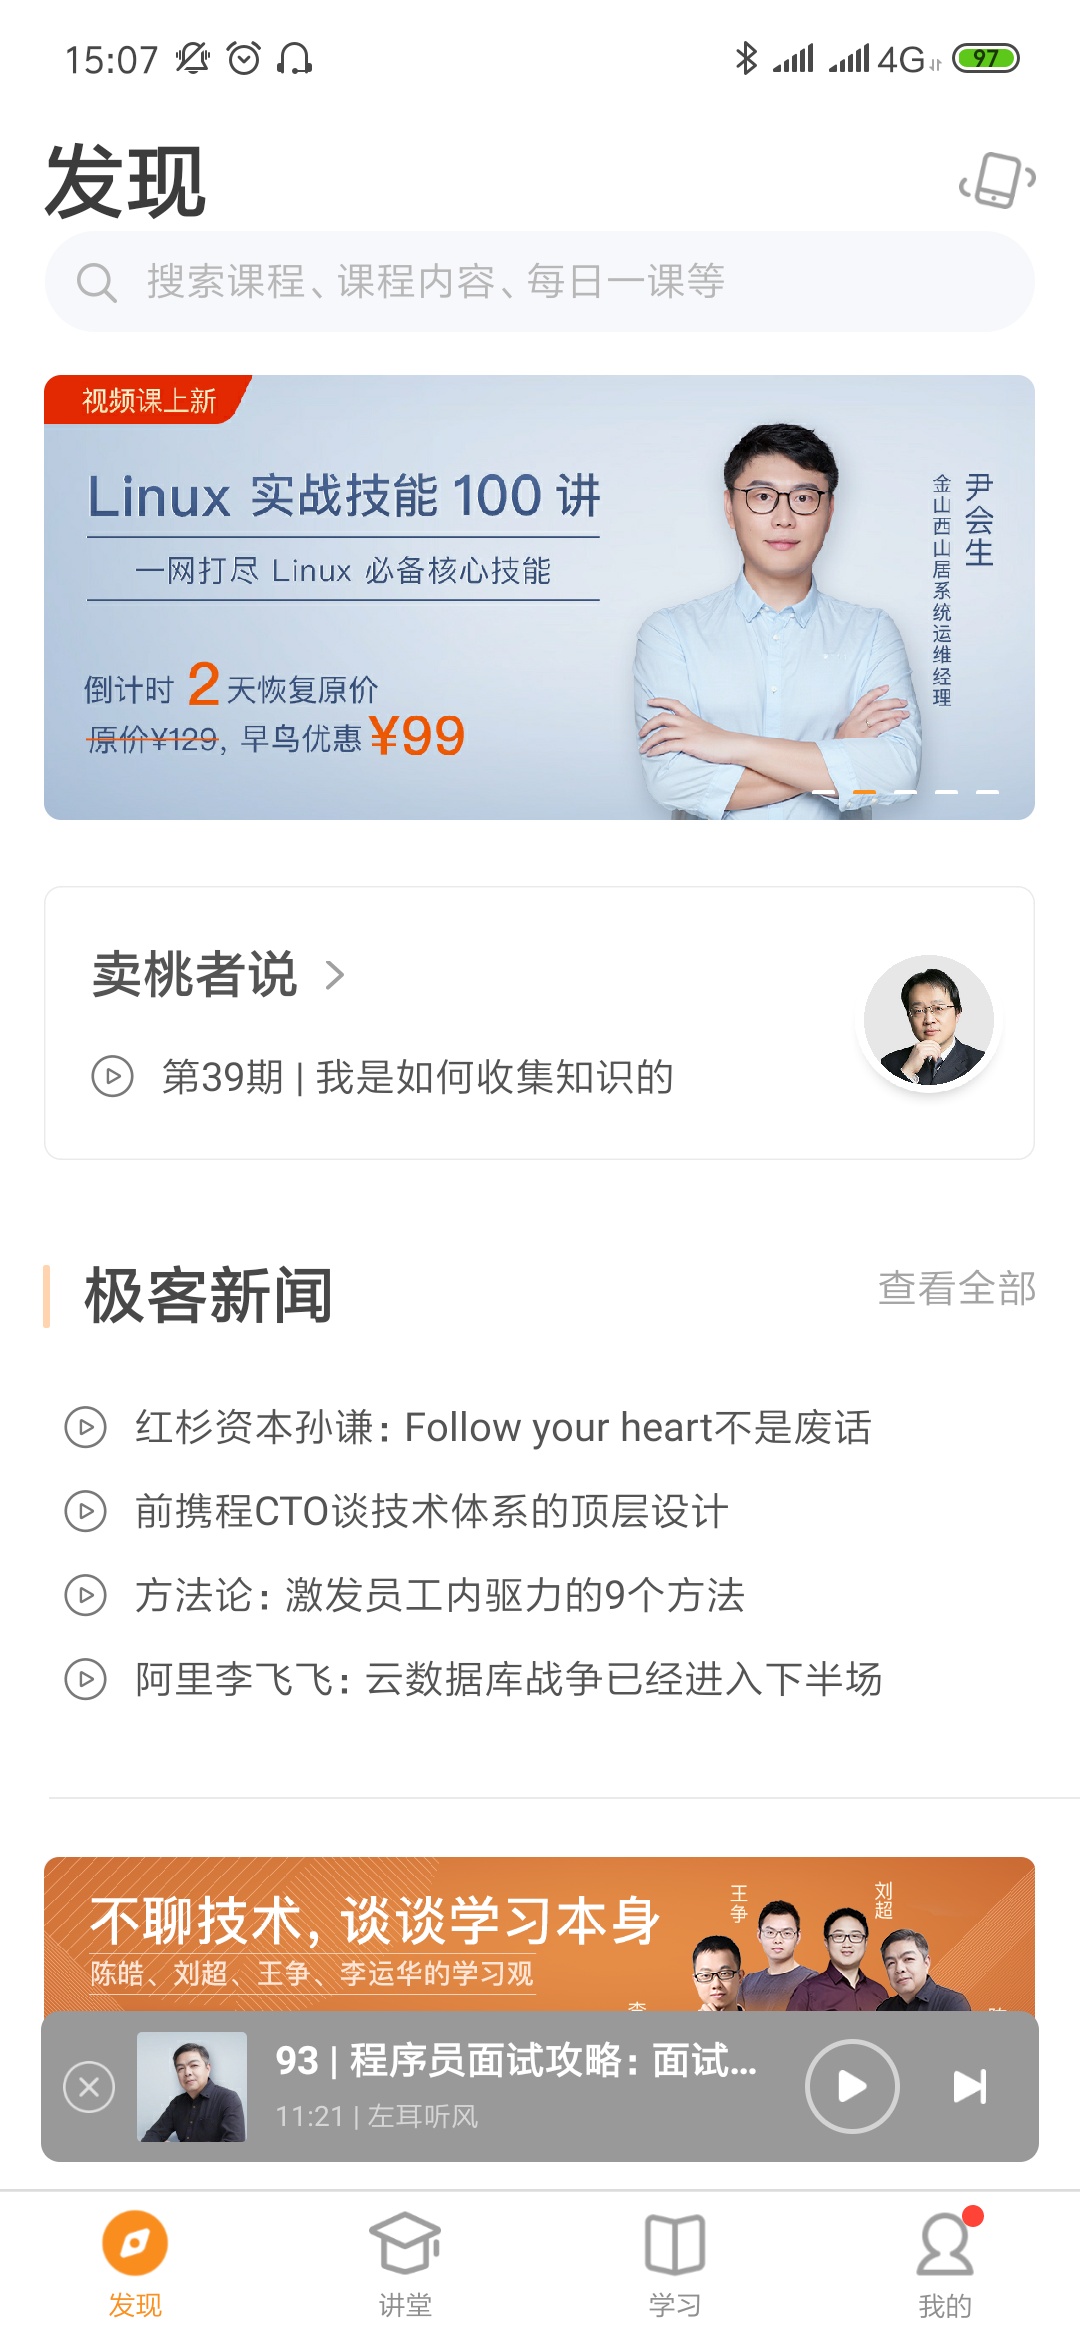 15:07
4G
97
发现
搜索课程、课程内容、每日一课等
视频课上新
Linux 实战技能 100 讲
一网打尽 Linux 必备核心技能
倒计时 2 天恢复原价
原价¥129, 早鸟优惠 ¥99
尹会生
金山西山居系统运维经理
卖桃者说
第39期 | 我是如何收集知识的
极客新闻
查看全部
红杉资本孙谦：Follow your heart不是废话
前携程CTO谈技术体系的顶层设计
方法论：激发员工内驱力的9个方法
阿里李飞飞：云数据库战争已经进入下半场
不聊技术，谈谈学习本身
陈皓、刘超、王争、李运华的学习观
王争
刘超
93 | 程序员面试攻略：面试...
11:21 | 左耳听风
发现
讲堂
学习
我的